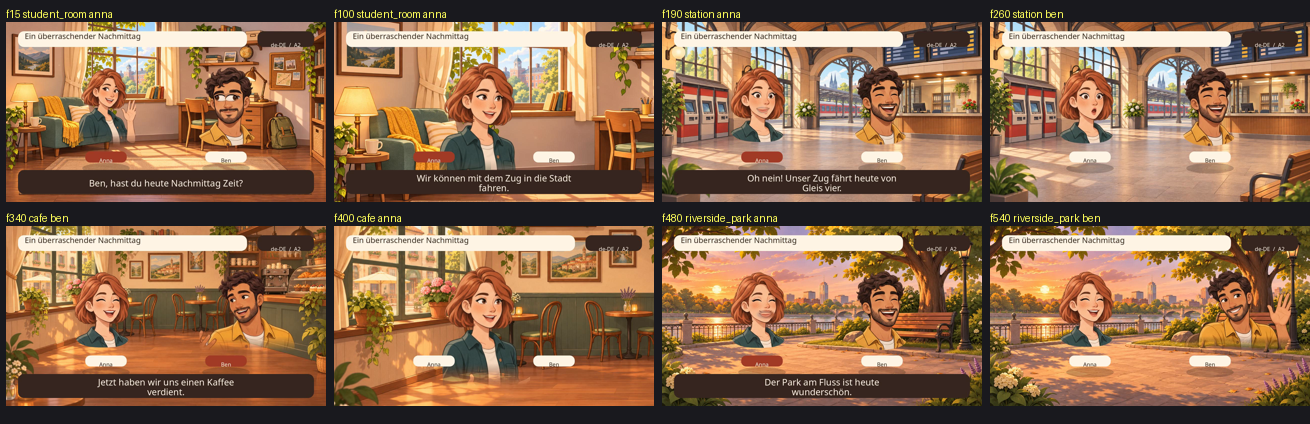 f15 student_room anna
Ein überraschender Nachmittag
de-DE / A2
Anna
Ben
Ben, hast du heute Nachmittag Zeit?
f100 student_room anna
Ein überraschender Nachmittag
de-DE / A2
Anna
Ben
Wir können mit dem Zug in die Stadt
fahren.
f190 station anna
Ein überraschender Nachmittag
de-DE / A2
Anna
Ben
Oh nein! Unser Zug fährt heute von
Gleis vier.
f260 station ben
Ein überraschender Nachmittag
de-DE / A2
Anna
Ben
f340 cafe ben
Ein überraschender Nachmittag
de-DE / A2
Anna
Ben
Jetzt haben wir uns einen Kaffee
verdient.
f400 cafe anna
Ein überraschender Nachmittag
de-DE / A2
Anna
Ben
f480 riverside_park anna
Ein überraschender Nachmittag
de-DE / A2
Anna
Ben
Der Park am Fluss ist heute
wunderschön.
f540 riverside_park ben
Ein überraschender Nachmittag
de-DE / A2
Anna
Ben